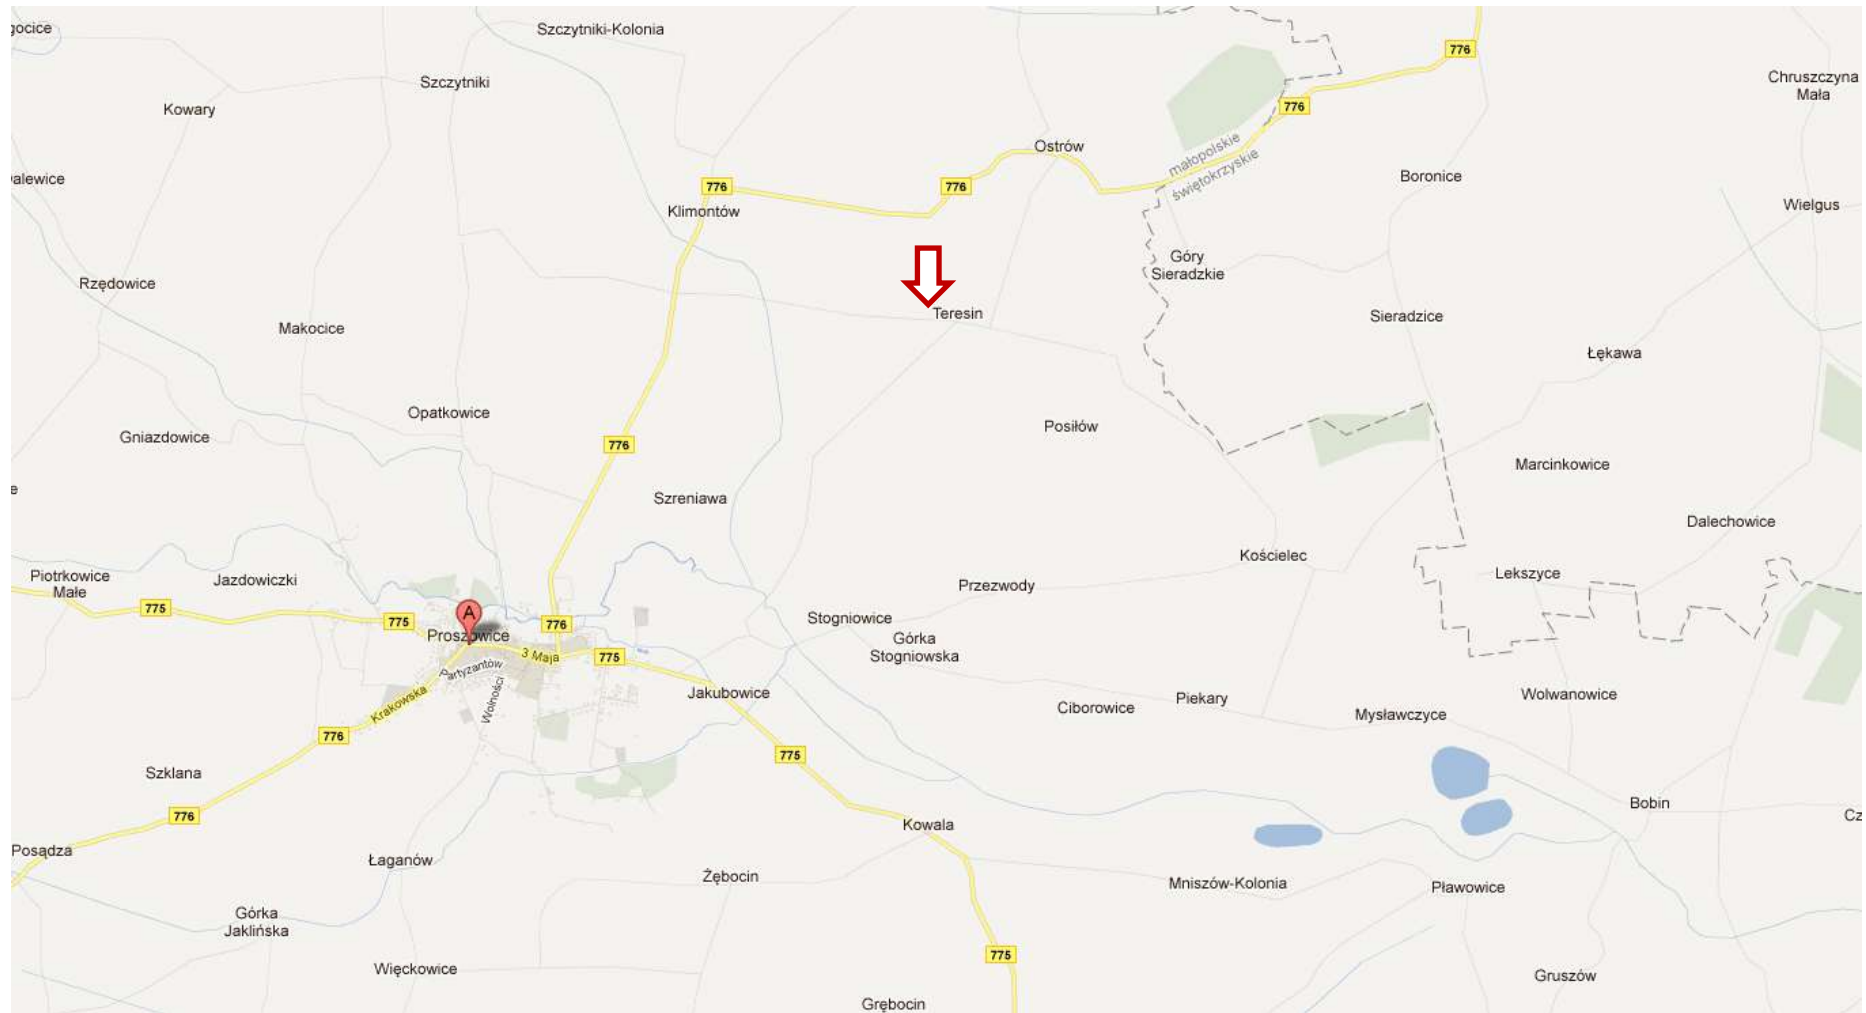 Szczytniki-Kolonia
776
Szczytniki
Chruszczyna
Mała
Kowary
776
Ostrów
małopolskie
świętokrzyskie
Boronice
776
776
Klimontów
Wielgus
Góry
Sieradzkie
Rzędowice
Teresin
Sieradzice
Makocice
Łękawa
Opatkowice
Posiłów
Gniazdowice
776
Marcinkowice
Szreniawa
Dalechowice
Kościelec
Piotrkowice
Małe
Jazdowiczki
Przezwody
Lekszyce
775
775
A
776
Stogniowice
Proszowice
Górka
Stogniowska
3 Maja
775
Partyzantów
Krakowska
Wolności
Jakubowice
Ciborowice
Piekary
Mysławczyce
Wolwanowice
776
775
Szklana
776
Bobin
Kowala
Posądza
Łaganów
Żębocin
Mniszów-Kolonia
Pławowice
Górka
Jaklińska
775
Więckowice
Gruszów
Grębocin